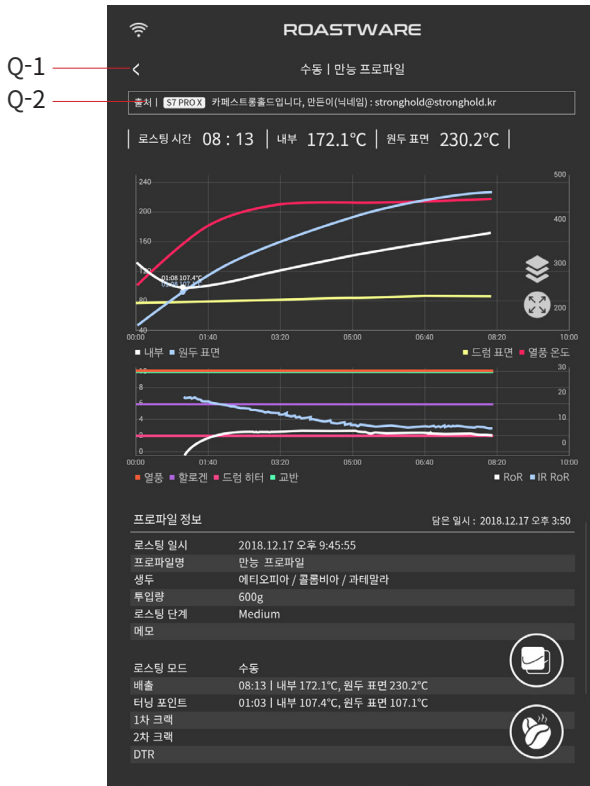 ROASTWARE
Q-1
수동 | 만능 프로파일
Q-2
출처 | S7 PRO X 카페스트롱홀드입니다, 만든이(닉네임) : stronghold@stronghold.kr
로스팅 시간 08 : 13 | 내부 172.1℃ | 원두 표면 230.2℃ |
240
200
160
120
80
40
500
400
300
200
01:08 107.4℃
00:00 01:40 03:20 05:00 06:40 08:20 10:00
내부 원두 표면 드럼 표면 열풍 온도
10
8
6
4
2
0
30
20
10
0
00:00 01:40 03:20 05:00 06:40 08:20 10:00
열풍 할로겐 드럼 히터 교반 RoR IR RoR
프로파일 정보 담은 일시 : 2018.12.17 오후 3:50
로스팅 일시 2018.12.17 오후 9:45:55
프로파일명 만능 프로파일
생두 에티오피아 / 콜롬비아 / 과테말라
투입량 600g
로스팅 단계 Medium
메모
로스팅 모드 수동
배출 08:13 | 내부 172.1℃, 원두 표면 230.2℃
터닝 포인트 01:03 | 내부 107.4℃, 원두 표면 107.1℃
1차 크랙
2차 크랙
DTR